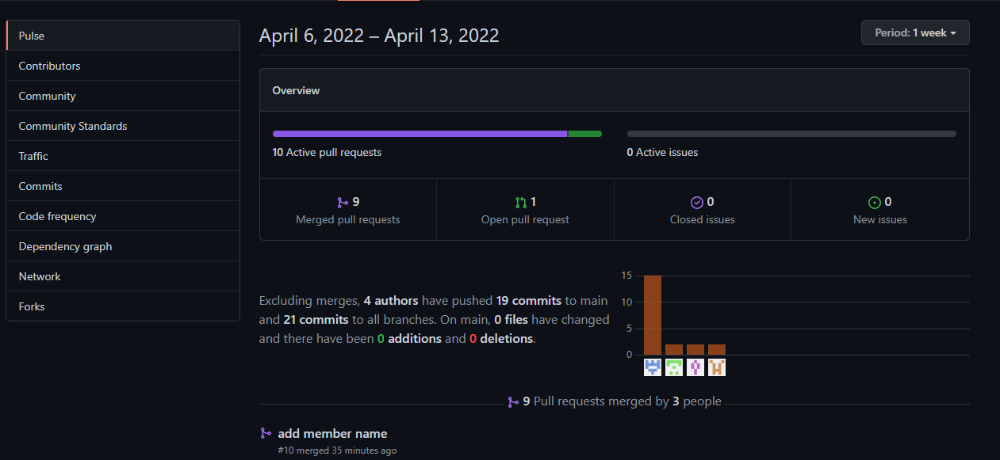 Pulse
Contributors
Community
Community Standards
Traffic
Commits
Code frequency
Dependency graph
Network
Forks
April 6, 2022 – April 13, 2022
Period: 1 week
Overview
10 Active pull requests
0 Active issues
9
Merged pull requests
1
Open pull request
0
Closed issues
0
New issues
Excluding merges, 4 authors have pushed 19 commits to main
and 21 commits to all branches. On main, 0 files have changed
and there have been 0 additions and 0 deletions.
15
10
5
0
9 Pull requests merged by 3 people
add member name
#10 merged 35 minutes ago